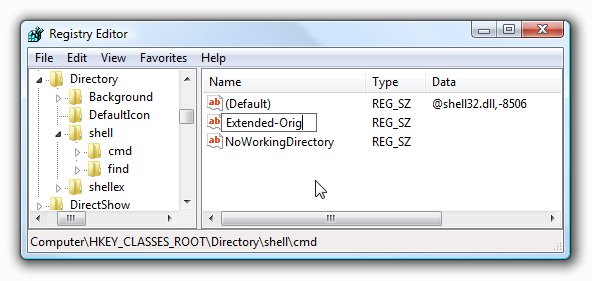 Registry Editor
File Edit View Favorites Help
Directory
Background
DefaultIcon
shell
cmd
find
shellex
DirectShow
Name Type Data
(Default) REG_SZ @shell32.dll,-8506
Extended-Orig REG_SZ
NoWorkingDirectory REG_SZ
Computer\HKEY_CLASSES_ROOT\Directory\shell\cmd